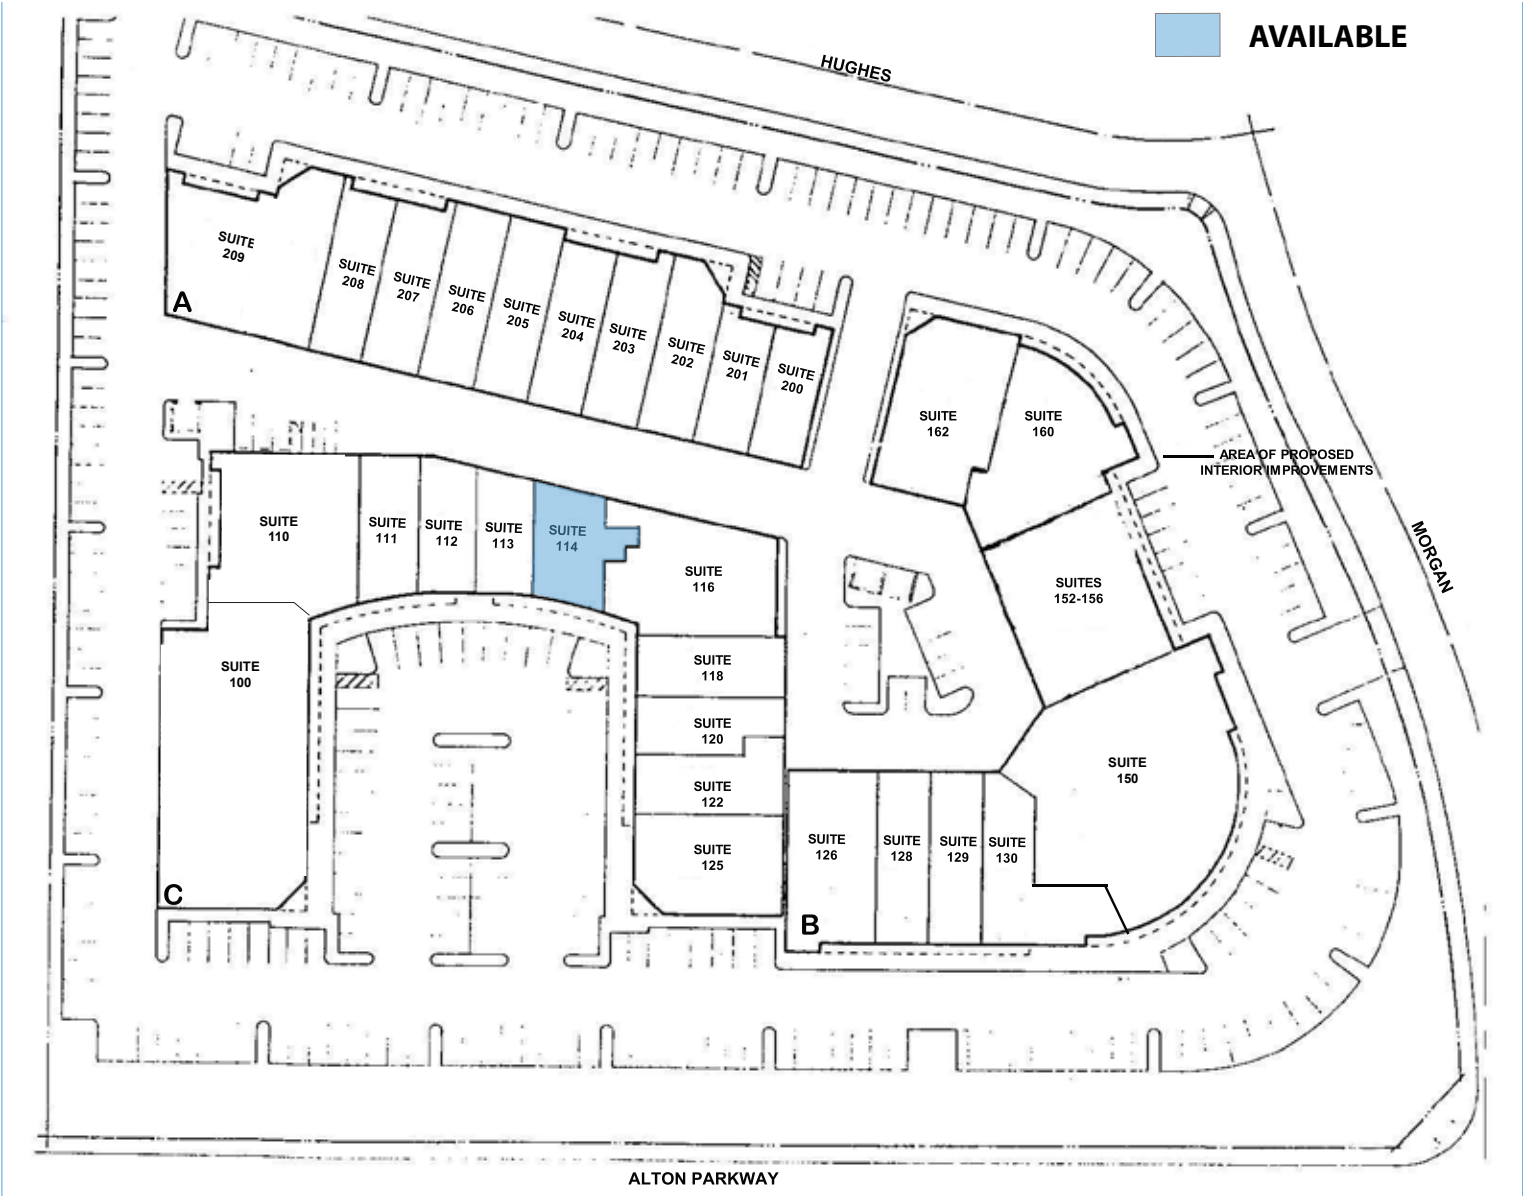 AVAILABLE
HUGHES
SUITE
209
SUITE
208
SUITE
207
SUITE
206
SUITE
205
SUITE
204
SUITE
203
SUITE
202
SUITE
201
SUITE
200
A
SUITE
162
SUITE
160
AREA OF PROPOSED
INTERIOR IMPROVEMENTS
MORGAN
SUITE
110
SUITE
111
SUITE
112
SUITE
113
SUITE
114
SUITE
116
SUITES
152-156
SUITE
100
SUITE
118
SUITE
120
SUITE
122
SUITE
125
SUITE
150
SUITE
126
SUITE
128
SUITE
129
SUITE
130
C
B
ALTON PARKWAY